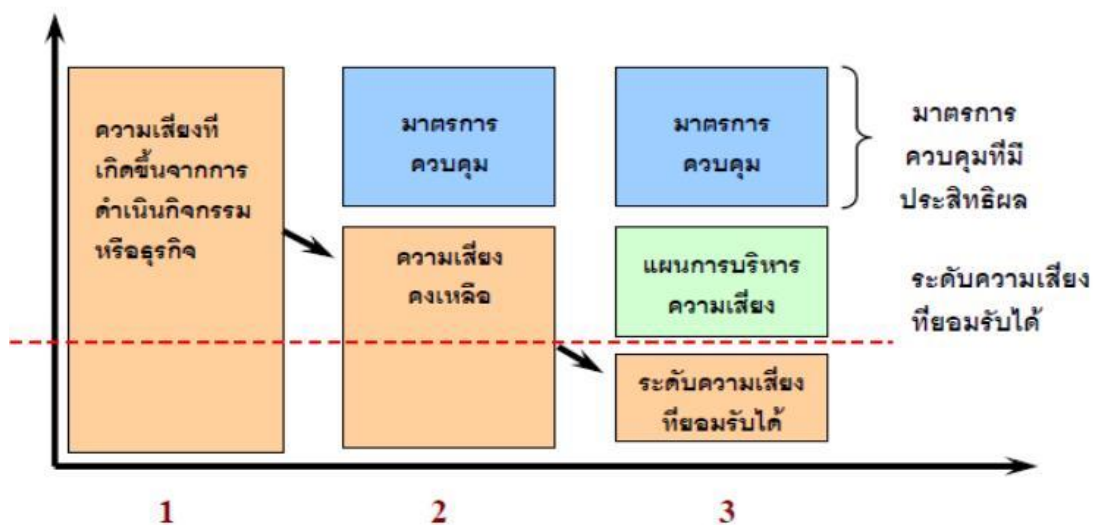 ความเสี่ยงที่
เกิดขึ้นจากการ
ดำเนินกิจกรรม
หรือธุรกิจ
มาตรการ
ควบคุม
ความเสี่ยง
คงเหลือ
มาตรการ
ควบคุม
แผนการบริหาร
ความเสี่ยง
ระดับความเสี่ยง
ที่ยอมรับได้
มาตรการ
ควบคุมที่มี
ประสิทธิผล
ระดับความเสี่ยง
ที่ยอมรับได้
1
2
3